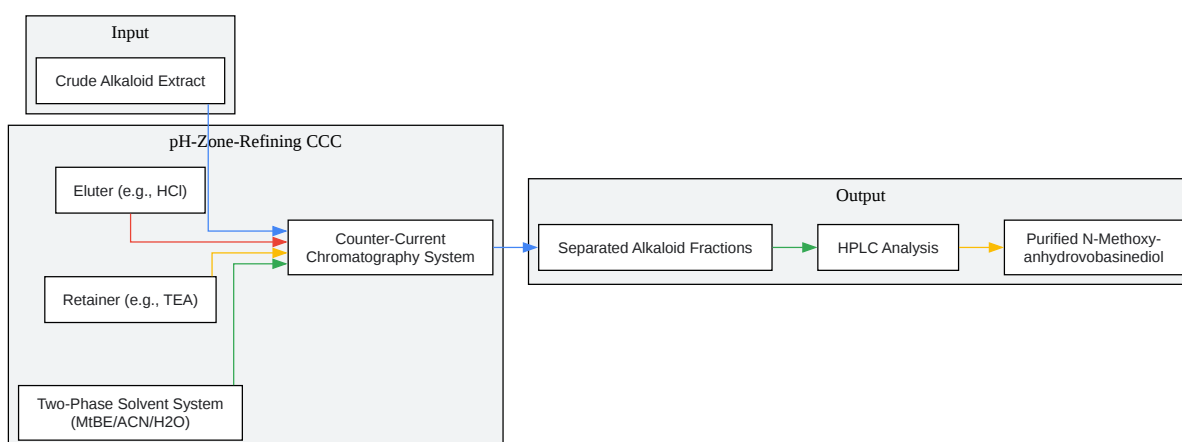 Input
Crude Alkaloid Extract
pH-Zone-Refining CCC
Eluter (e.g., HCl)
Retainer (e.g., TEA)
Two-Phase Solvent System
(MtBE/ACN/H2O)
Counter-Current
Chromatography System
Output
Separated Alkaloid Fractions
HPLC Analysis
Purified N-Methoxy-
anhydrovobasinediol